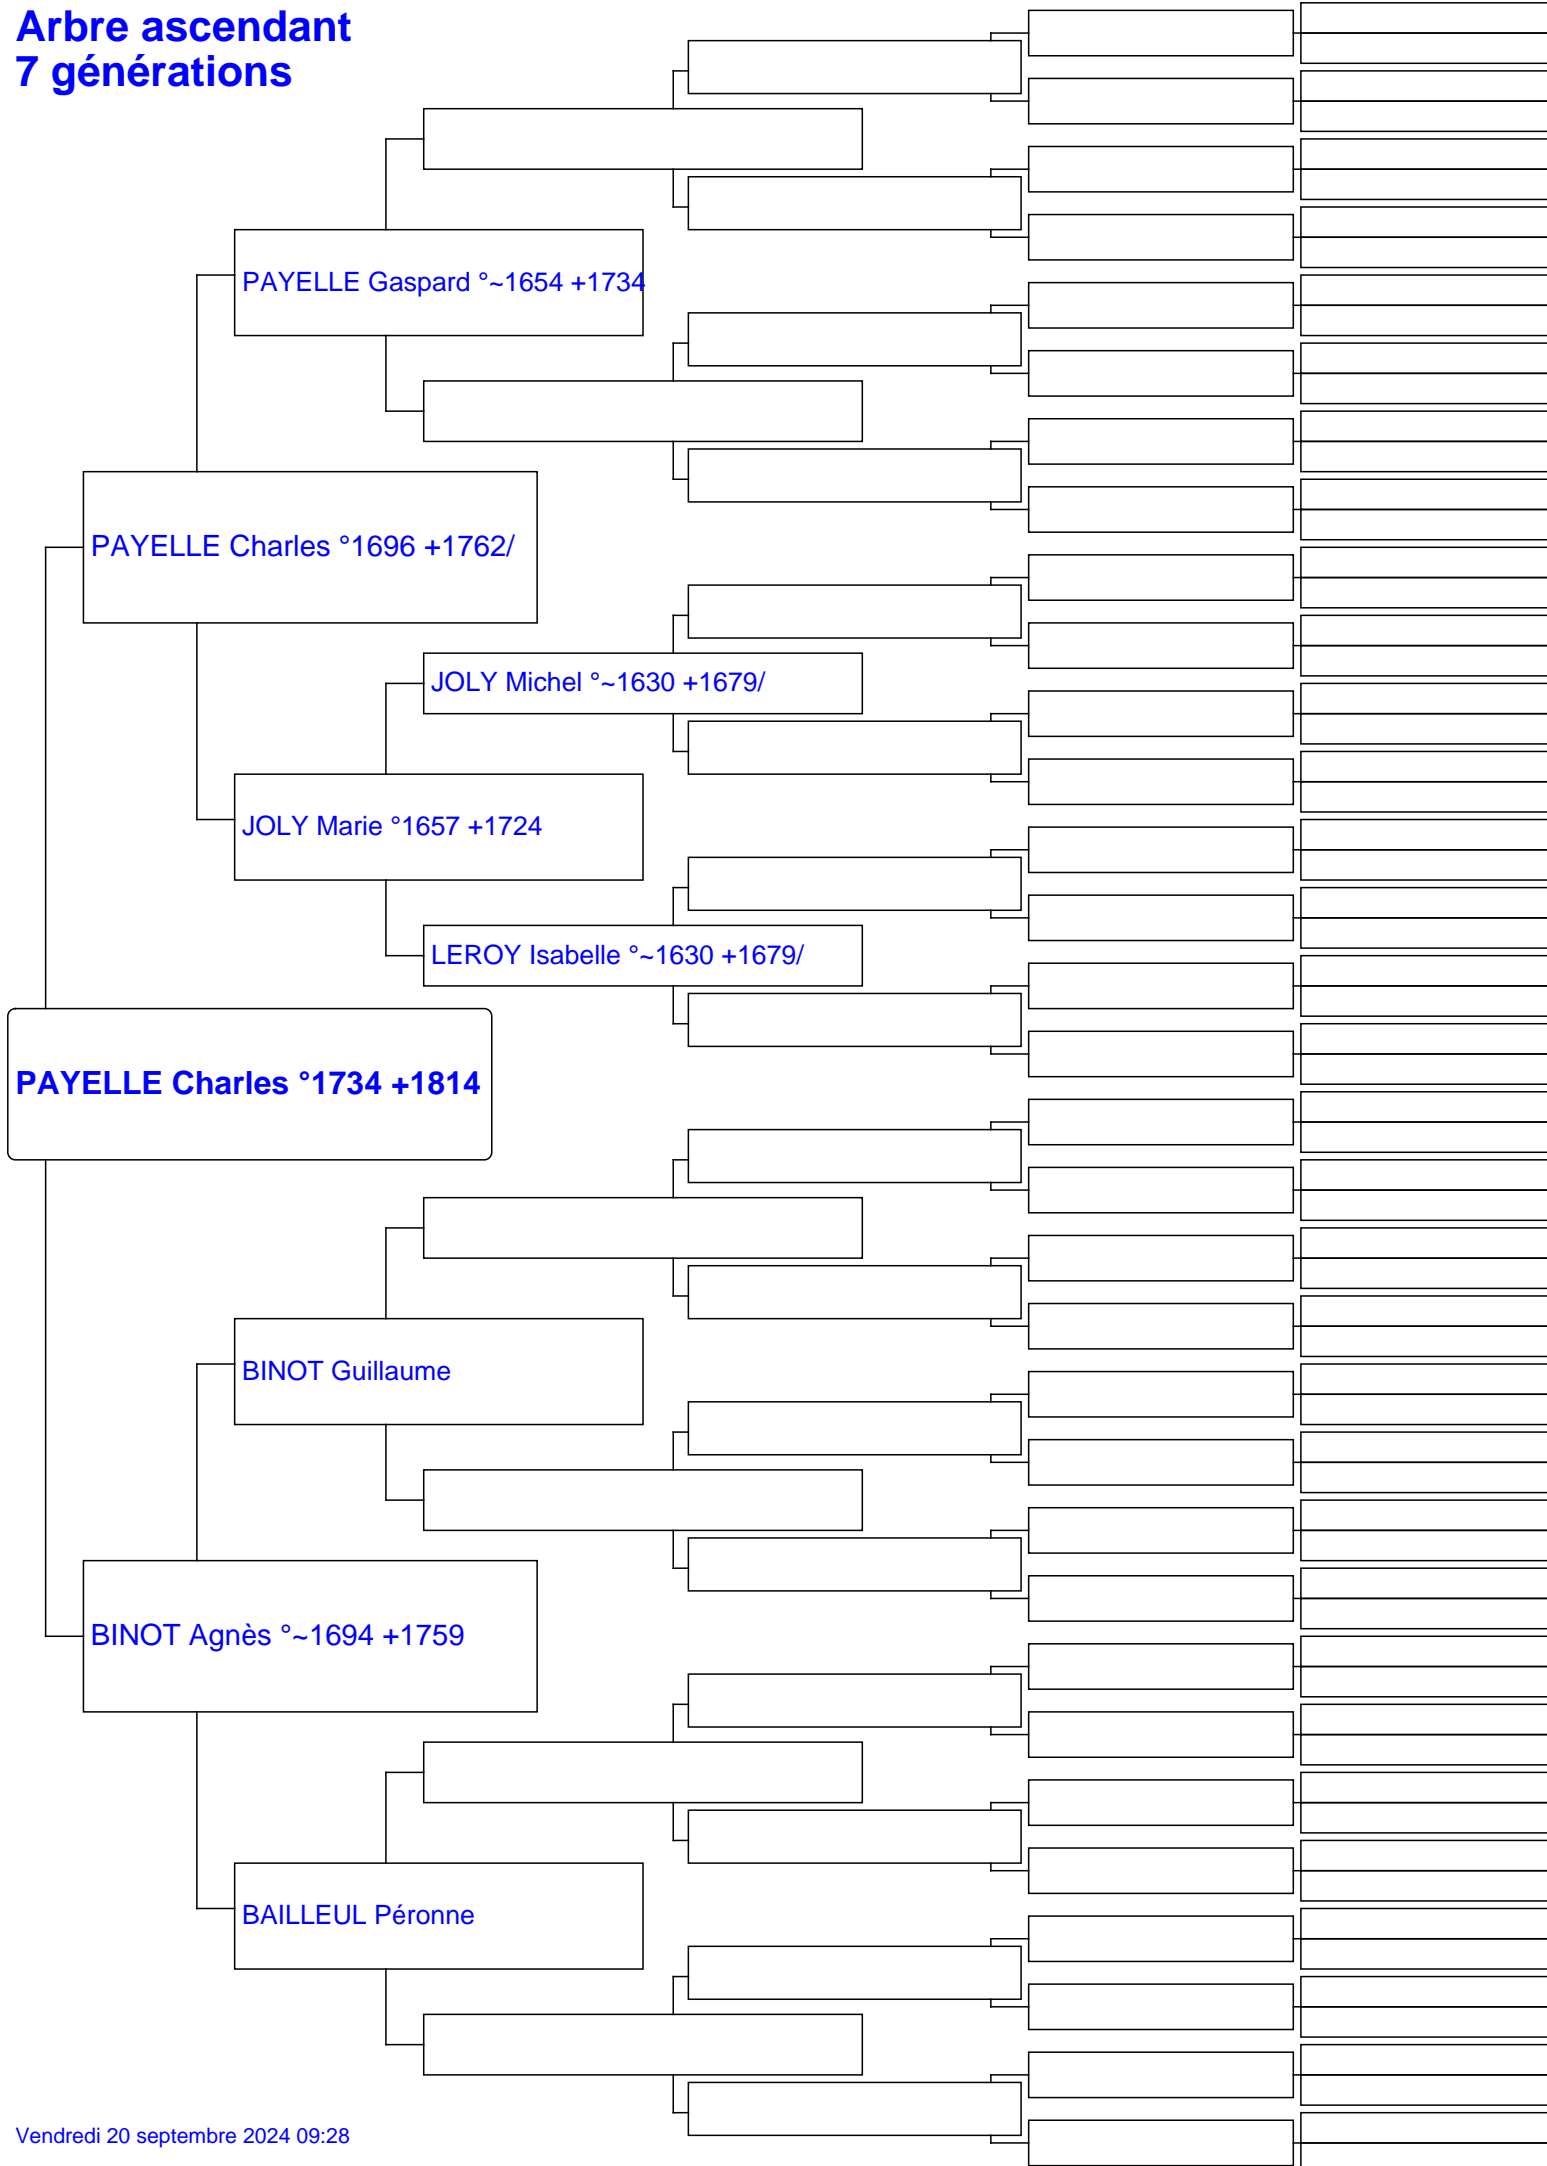 Arbre ascendant
7 générations
PAYELLE Gaspard °~1654 +1734
PAYELLE Charles °1696 +1762/
JOLY Michel °~1630 +1679/
JOLY Marie °1657 +1724
LEROY Isabelle °~1630 +1679/
PAYELLE Charles °1734 +1814
BINOT Guillaume
BINOT Agnès °~1694 +1759
BAILLEUL Péronne
Vendredi 20 septembre 2024 09:28